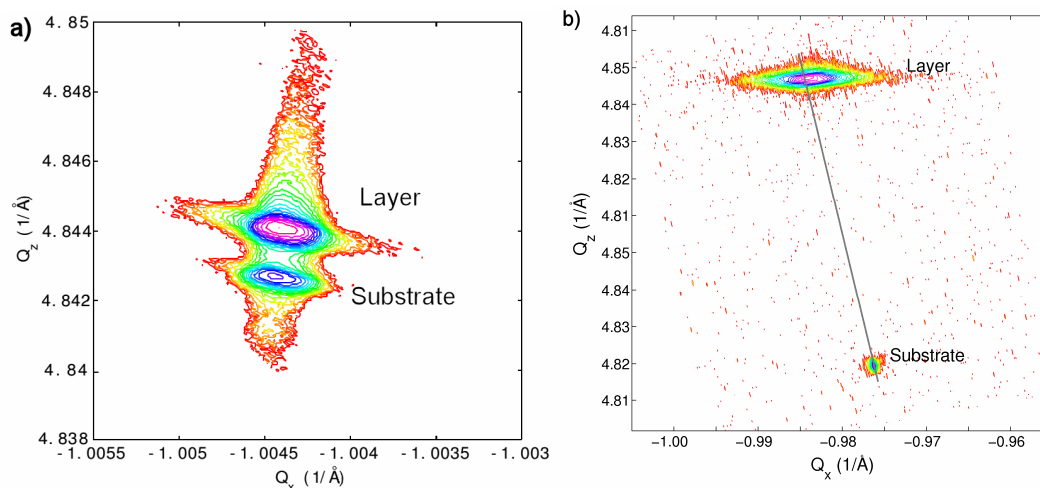 a)
4.85
4.848
4.846
4.844
4.842
4.84
4.838
Q_z (1/Å)
Layer
Substrate
-1.0055 -1.005 -1.0045 -1.004 -1.0035 -1.003
Q_x (1/Å)
b)
4.81
4.85
4.84
4.83
4.82
4.81
4.85
4.84
4.83
4.82
4.81
Q_z (1/Å)
Layer
Substrate
−1.00 −0.99 −0.98 −0.97 −0.96
Q_x (1/Å)